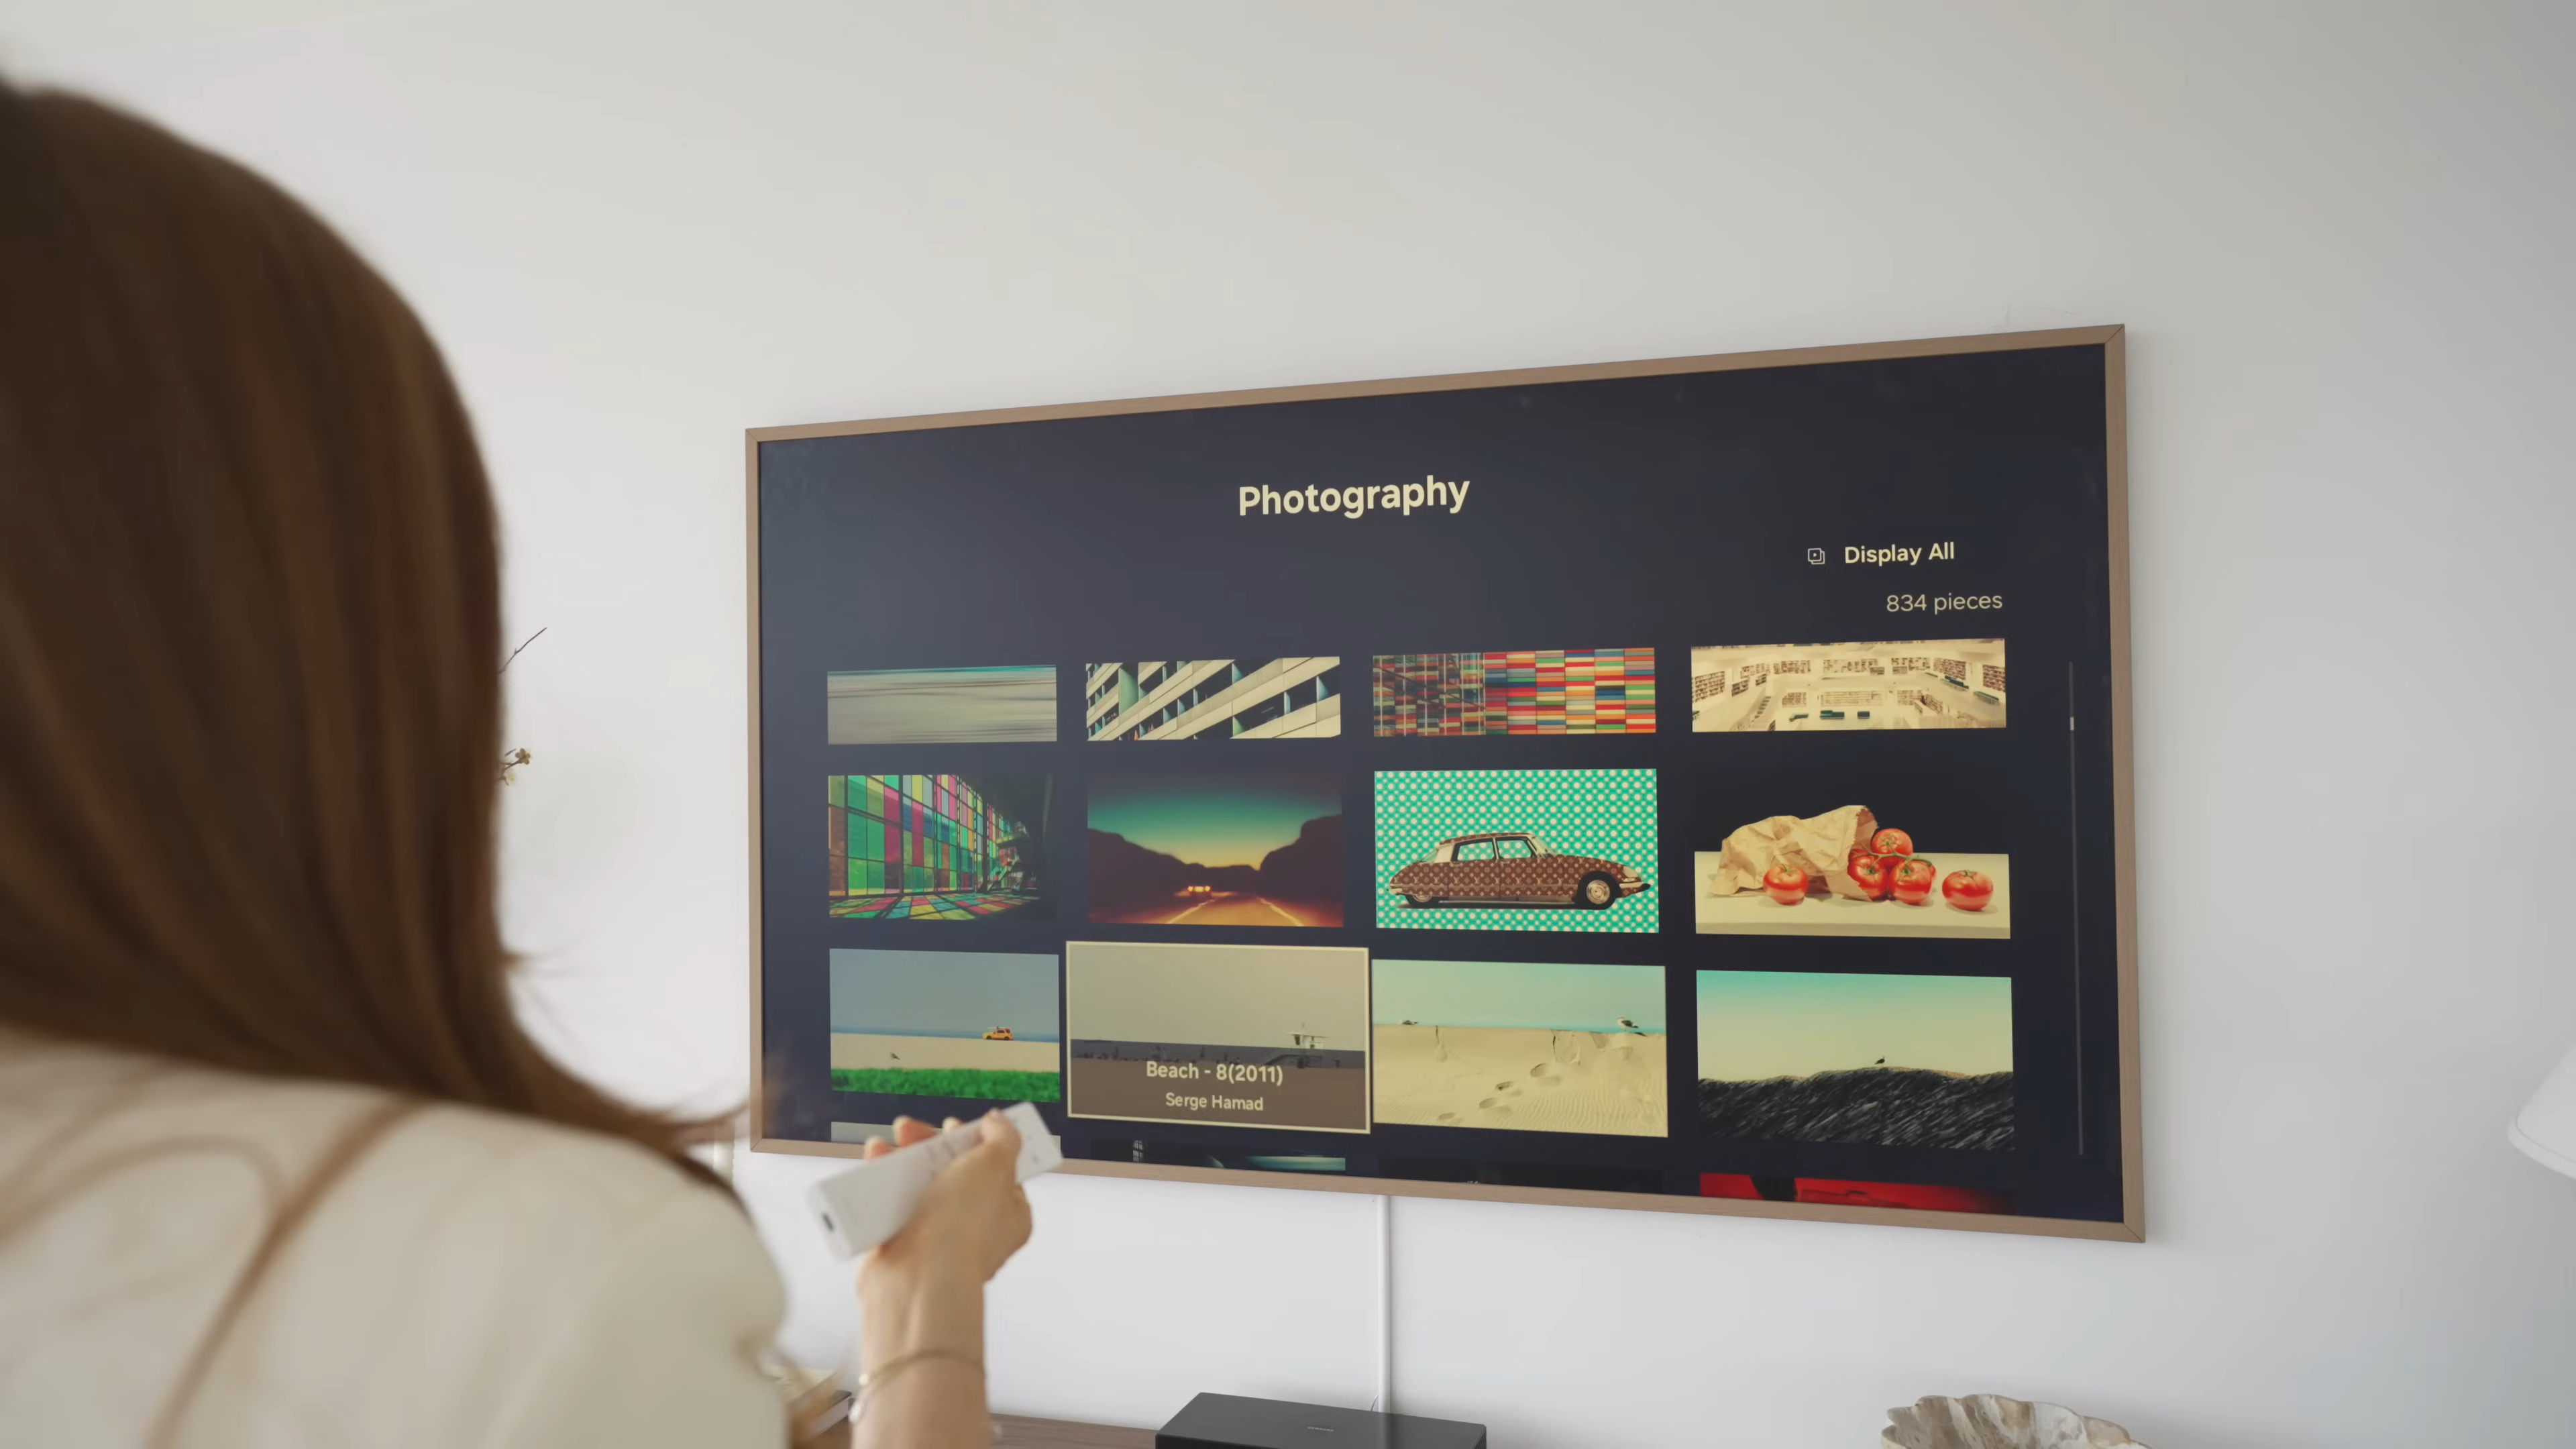 Photography
Display All
834 pieces
Beach - 8(2011)
Serge Hamad